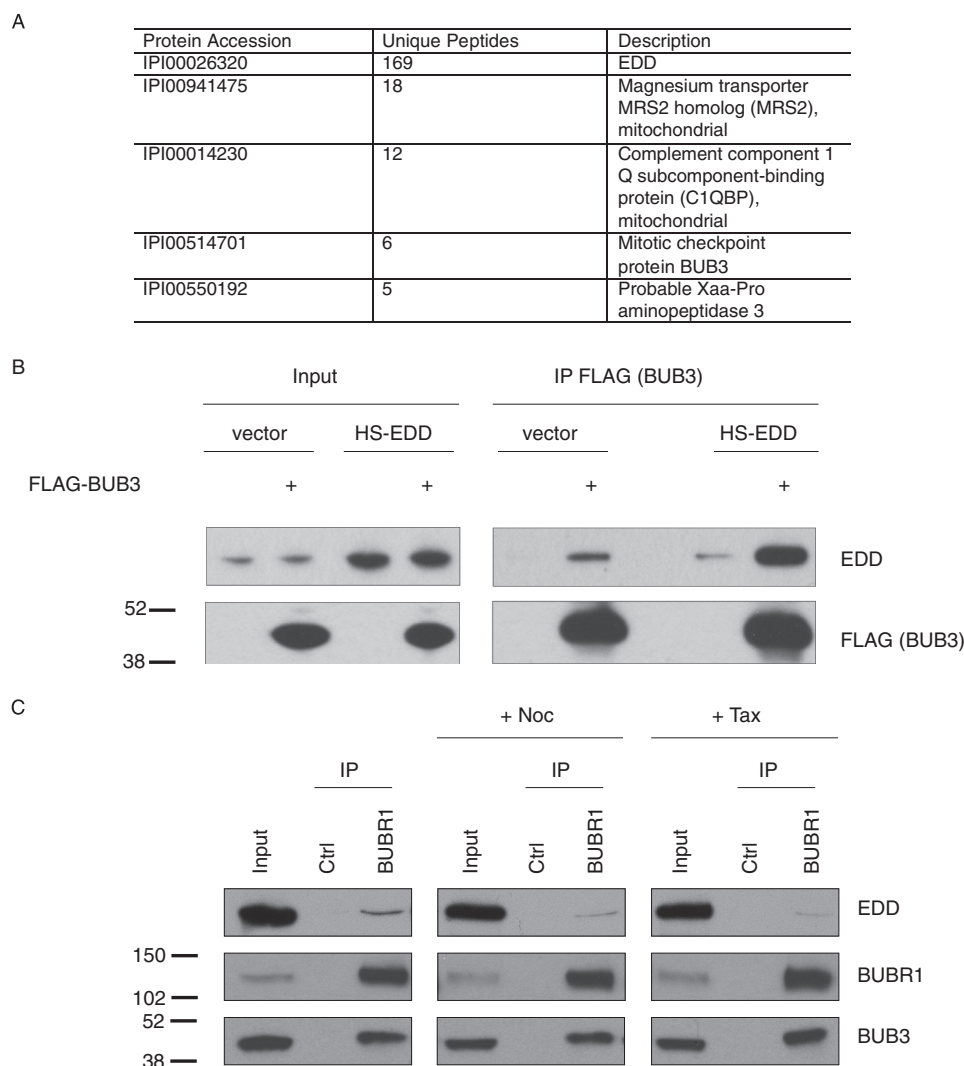 A
Protein Accession Unique Peptides Description
IPI00026320 169 EDD
IPI00941475 18 Magnesium transporter
MRS2 homolog (MRS2),
mitochondrial
IPI00014230 12 Complement component 1
Q subcomponent-binding
protein (C1QBP),
mitochondrial
IPI00514701 6 Mitotic checkpoint
protein BUB3
IPI00550192 5 Probable Xaa-Pro
aminopeptidase 3
B
Input IP FLAG (BUB3)
vector HS-EDD vector HS-EDD
FLAG-BUB3 + + + +
EDD
52
FLAG (BUB3)
38
C
+ Noc + Tax
IP IP IP
Input Ctrl BUBR1 Input Ctrl BUBR1 Input Ctrl BUBR1
EDD
150
BUBR1
102
52
BUB3
38